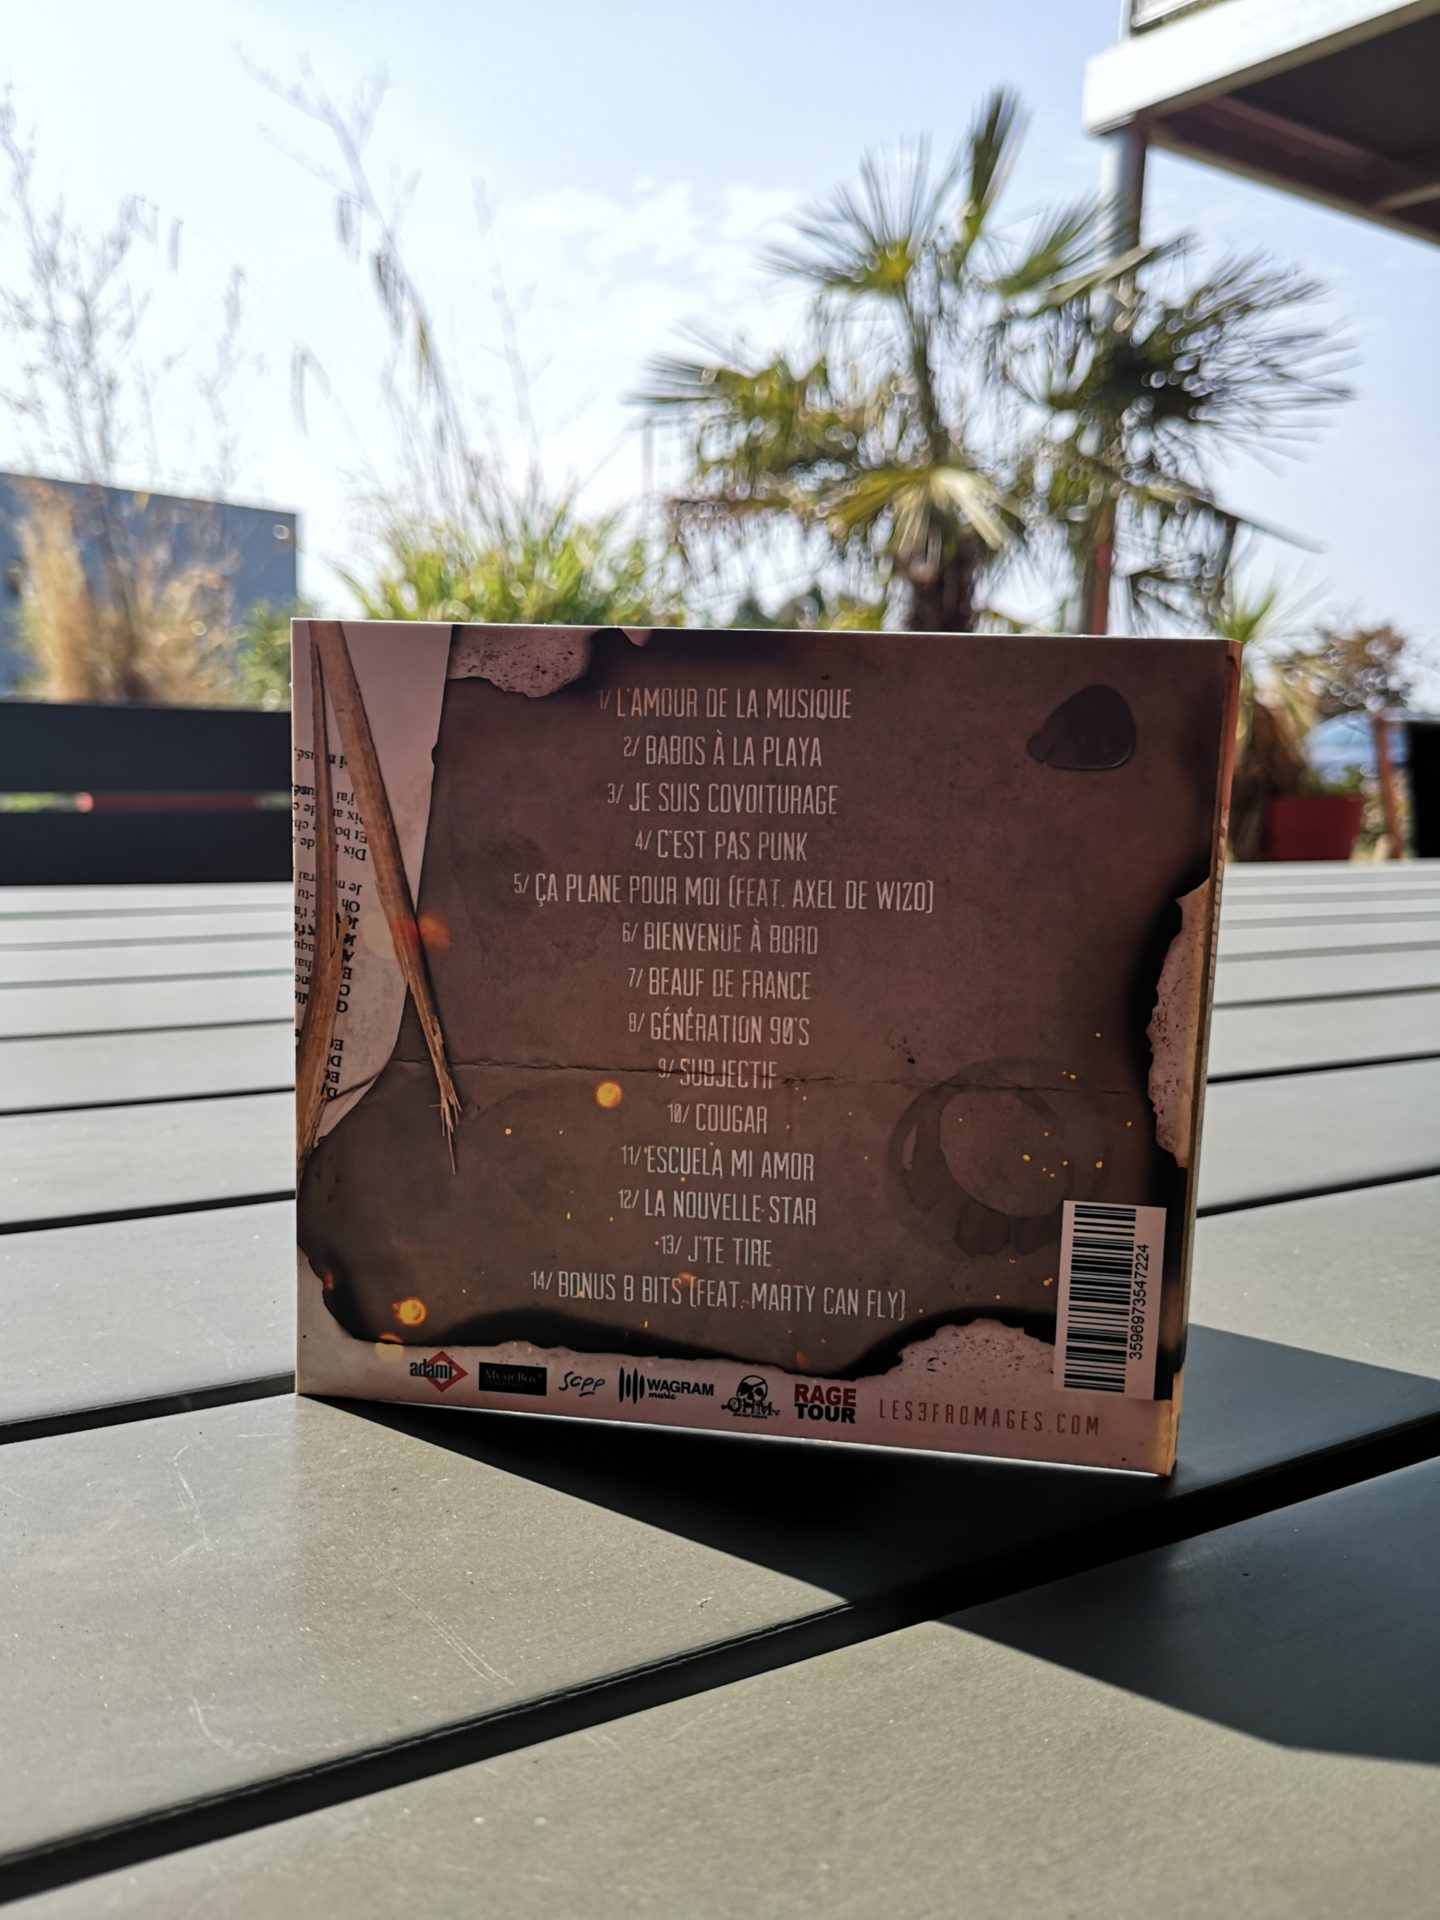 1/ L'AMOUR DE LA MUSIQUE
2/ BABOS À LA PLAYA
3/ JE SUIS COVOITURAGE
4/ C'EST PAS PUNK
5/ ÇA PLANE POUR MOI (FEAT. AXEL DE WIZO)
6/ BIENVENUE À BORD
7/ BEAUF DE FRANCE
8/ GÉNÉRATION 90'S
9/ SUBJECTIF
10/ COUGAR
11/ ESCUELA MI AMOR
12/ LA NOUVELLE STAR
13/ J'TE TIRE
14/ BONUS 8 BITS (FEAT. MARTY CAN FLY)
3596973547224
adami
MUSICBOX
scpp
WAGRAM
music
RAGE
TOUR
LES3FROMAGES.COM